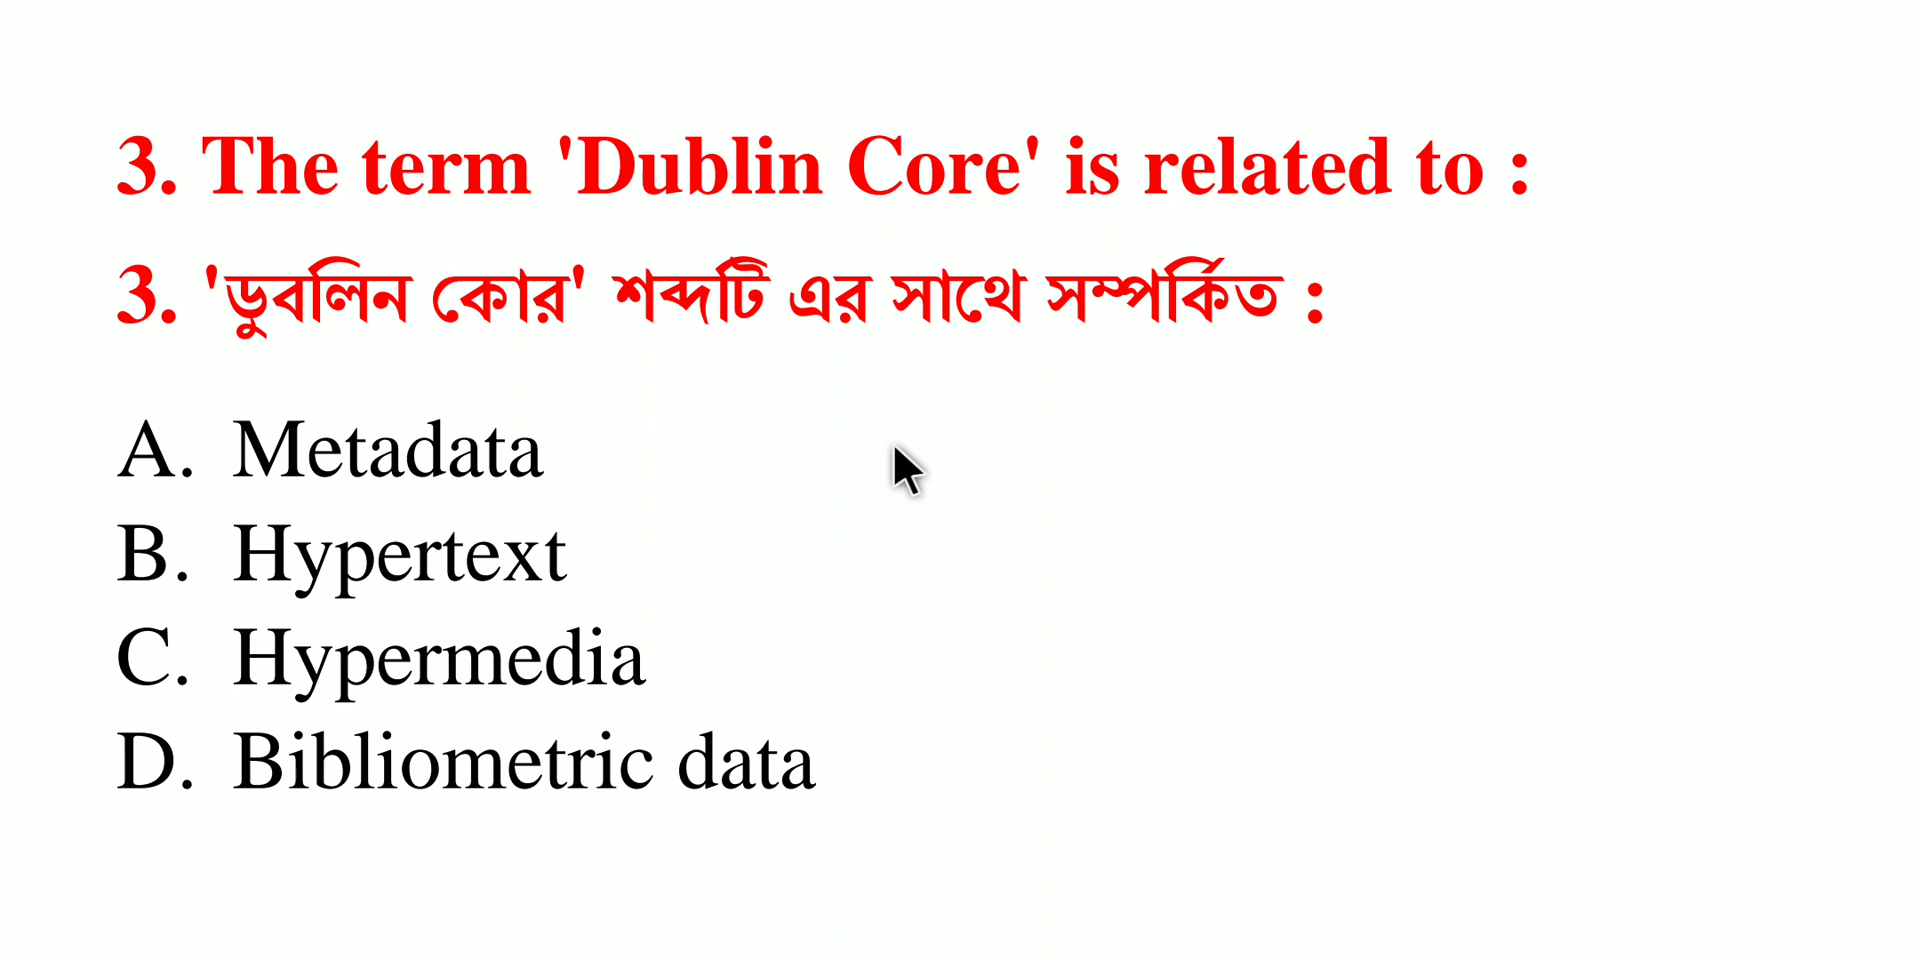 3. The term 'Dublin Core' is related to :
3. 'ডুবলিন কোর' শব্দটি এর সাথে সম্পর্কিত :
A. Metadata
B. Hypertext
C. Hypermedia
D. Bibliometric data